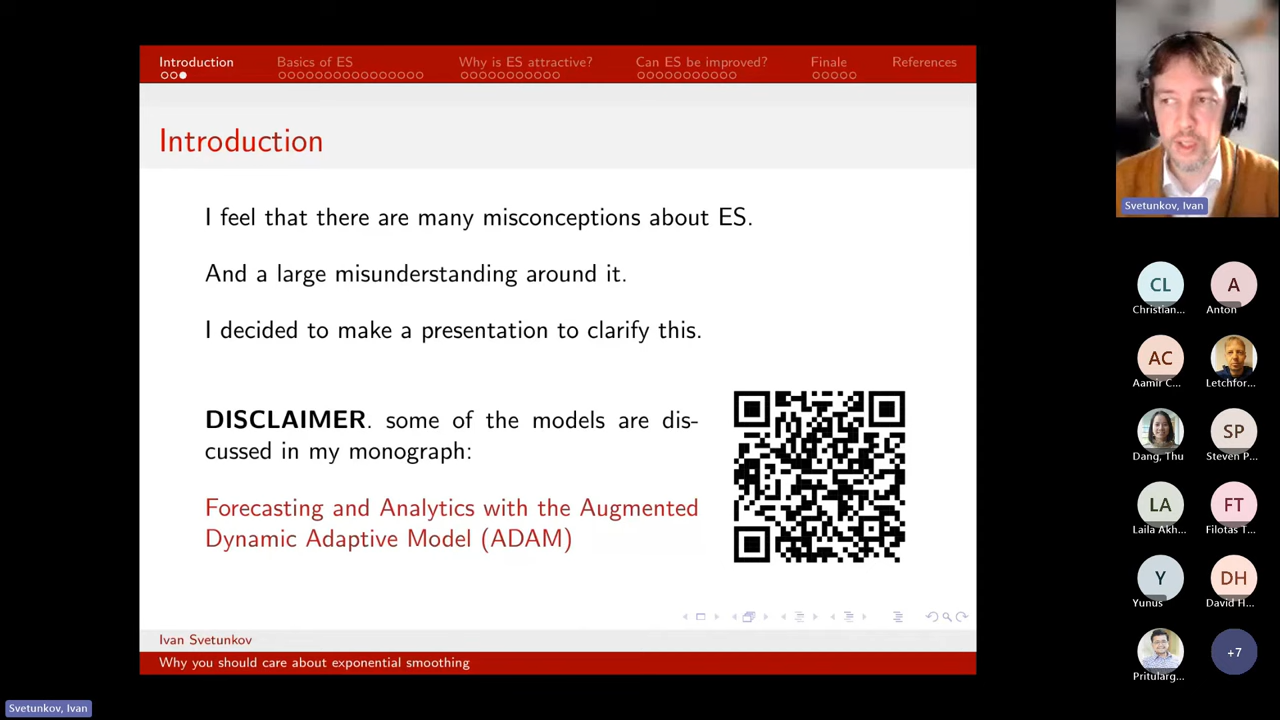 Introduction
Basics of ES
Why is ES attractive?
Can ES be improved?
Finale
References
Introduction
I feel that there are many misconceptions about ES.
And a large misunderstanding around it.
I decided to make a presentation to clarify this.
DISCLAIMER. some of the models are dis-
cussed in my monograph:
Forecasting and Analytics with the Augmented
Dynamic Adaptive Model (ADAM)
Ivan Svetunkov
Why you should care about exponential smoothing
Svetunkov, Ivan
CL
Christian...
A
Anton
AC
Aamir C...
Letchfor...
Dang, Thu
SP
Steven P...
LA
Laila Akh...
FT
Filotas T...
Y
Yunus
DH
David H...
Pritularg...
+7
Svetunkov, Ivan